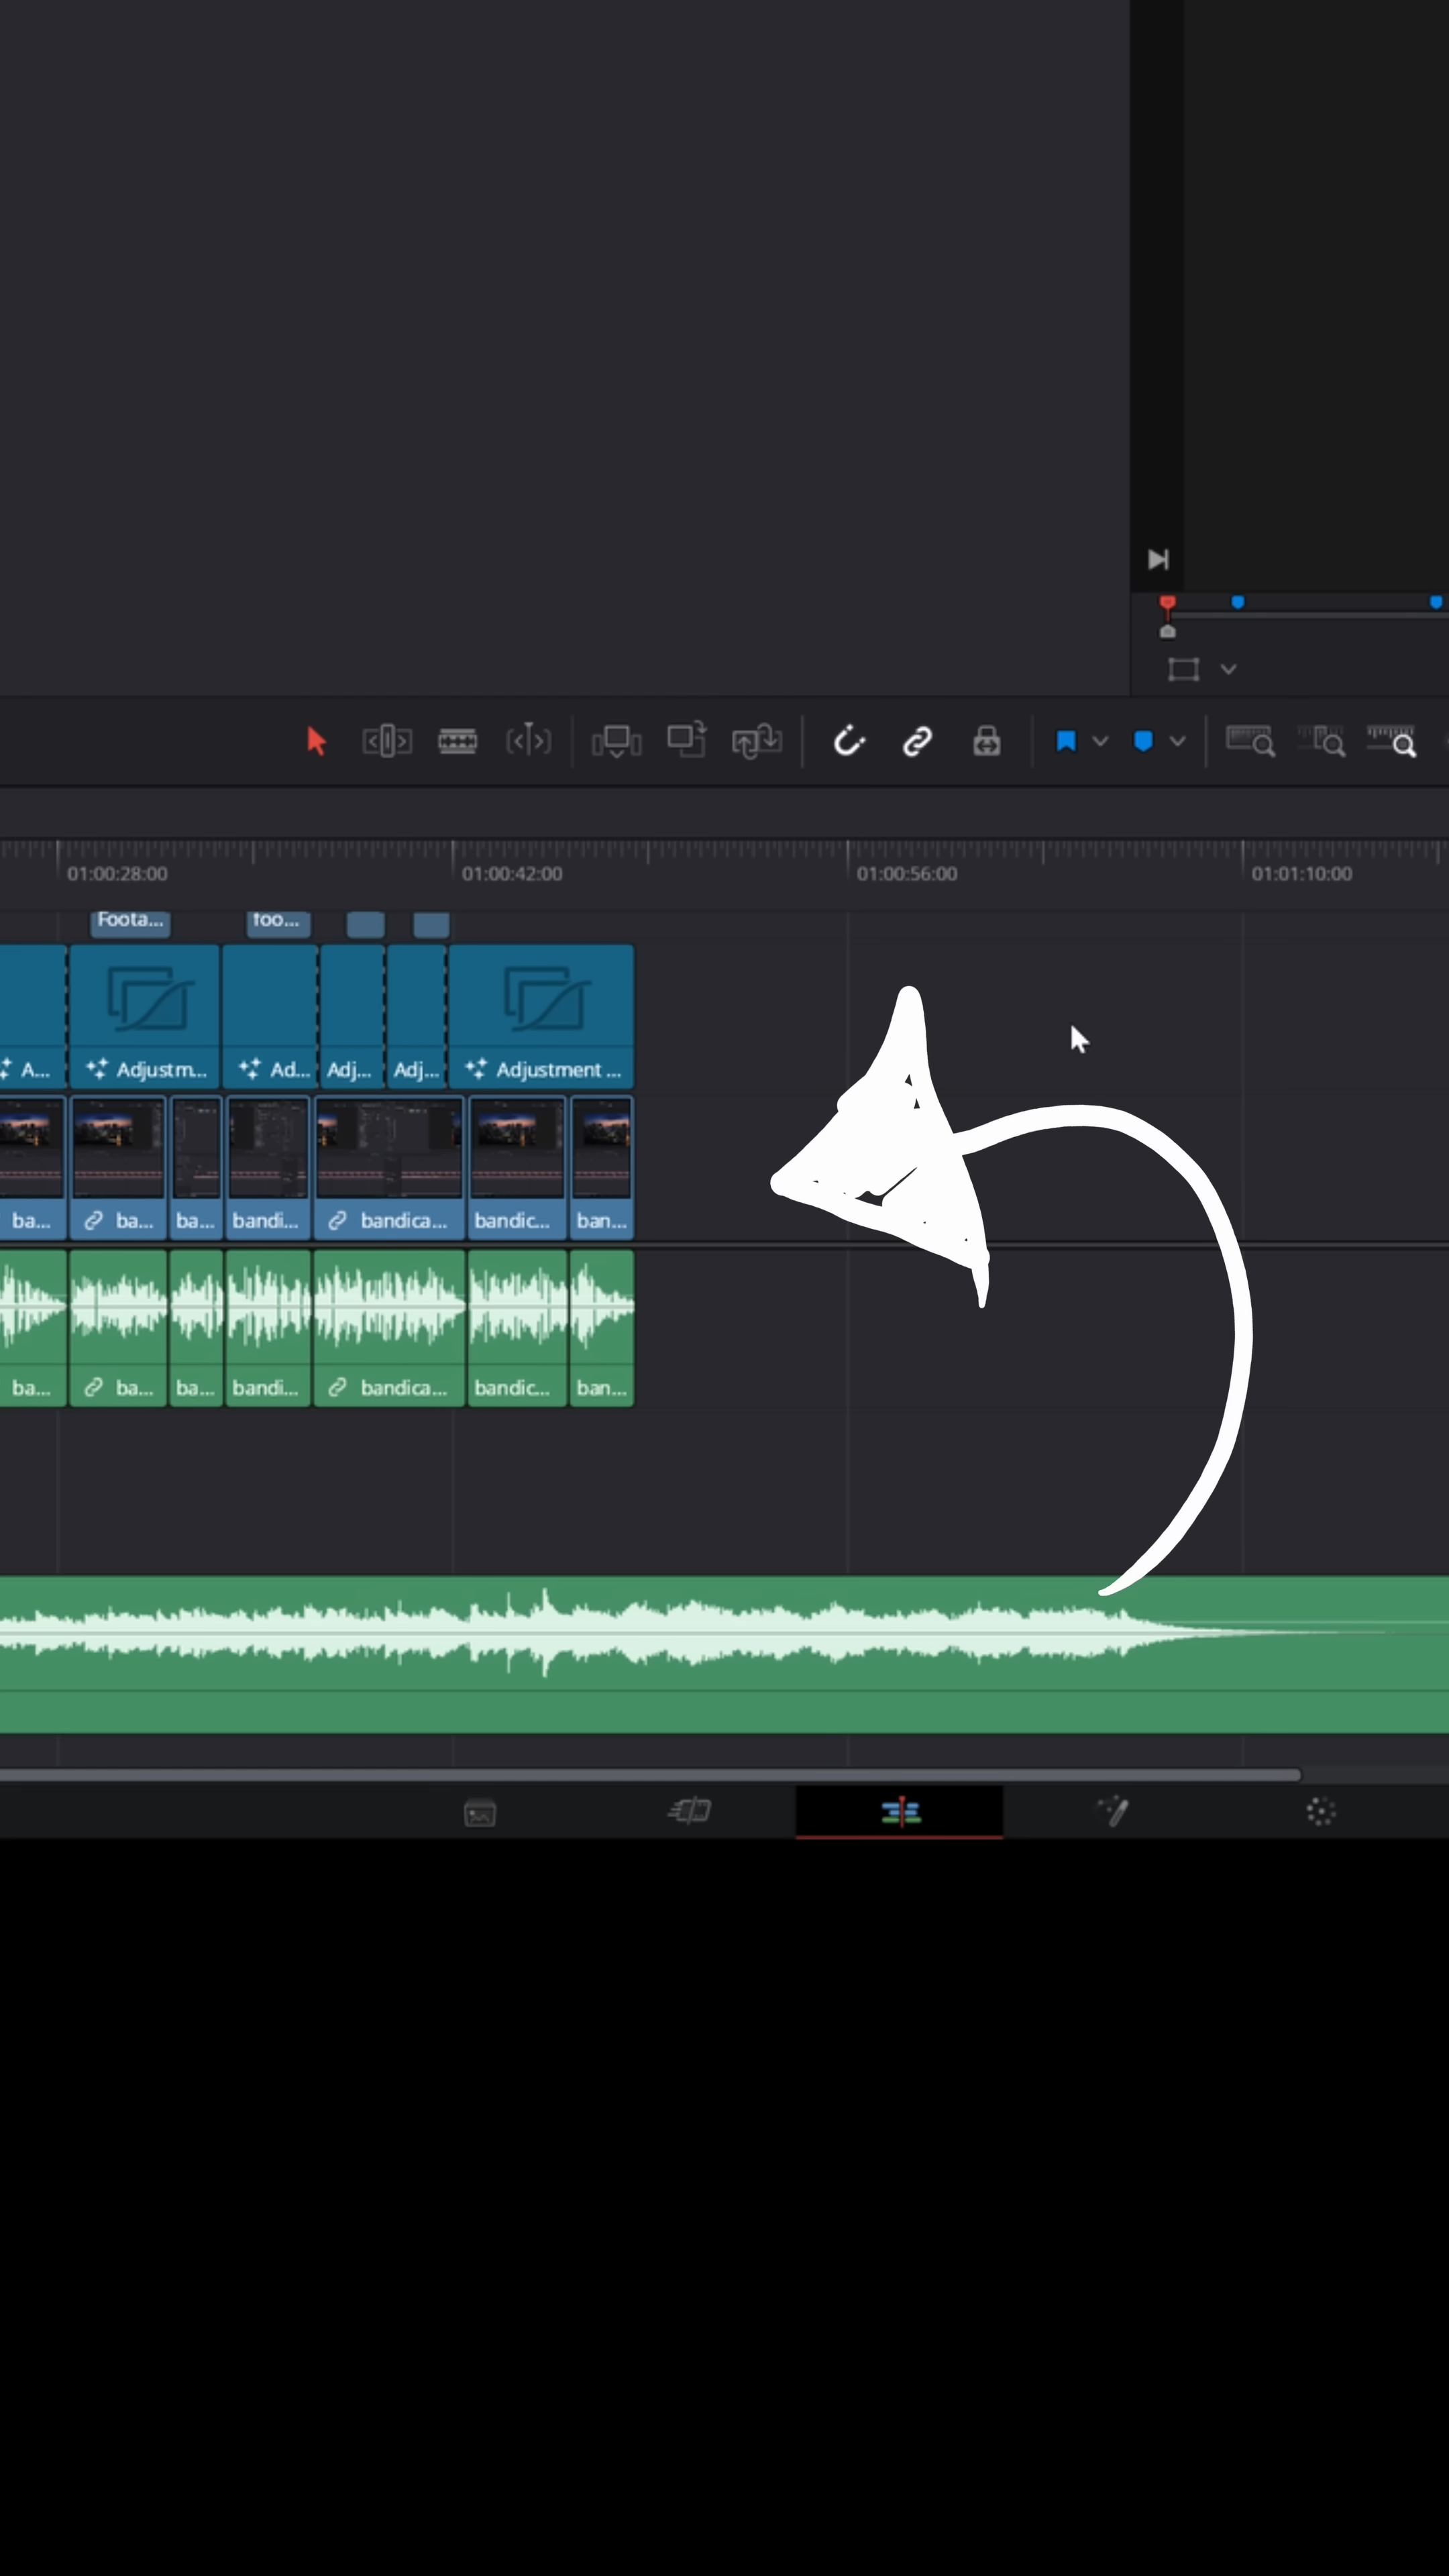 01:00:28:00 01:00:42:00 01:00:56:00 01:01:10:00
Foota... foo...
A... Adjustm... Ad... Adj... Adj... Adjustment ...
ba... ba... ba... bandi... bandica... bandic... ban...
ba... ba... ba... bandi... bandica... bandic... ban...